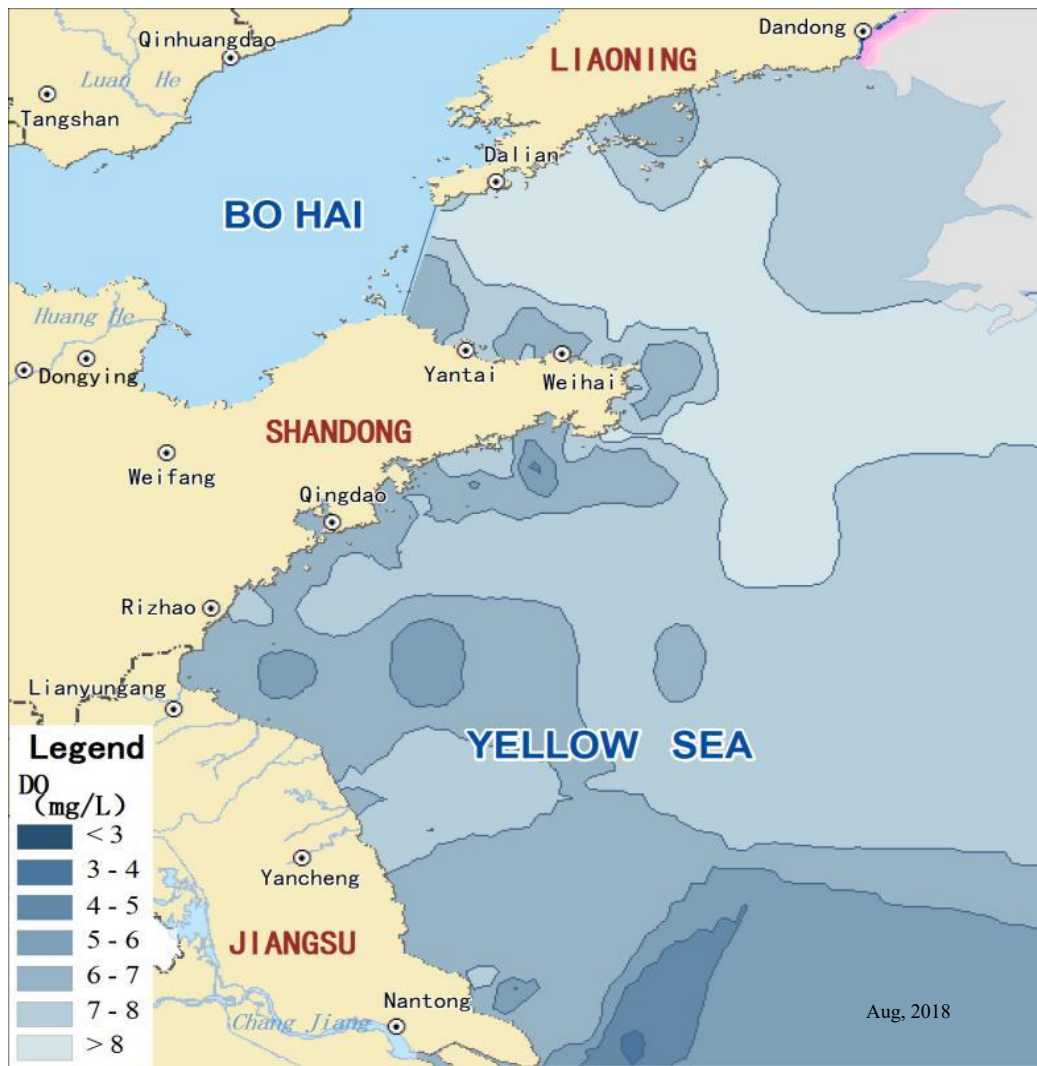 Dandong
Qinhuangdao
LIAONING
Luan He
Tangshan
Dalian
BO HAI
Huang He
Dongying
Yantai
Weihai
SHANDONG
Weifang
Qingdao
Rizhao
Lianyungang
YELLOW SEA
Legend
DO
(mg/L)
< 3
3 - 4
4 - 5
5 - 6
6 - 7
7 - 8
> 8
Yancheng
JIANGSU
Nantong
Chang Jiang
Aug, 2018